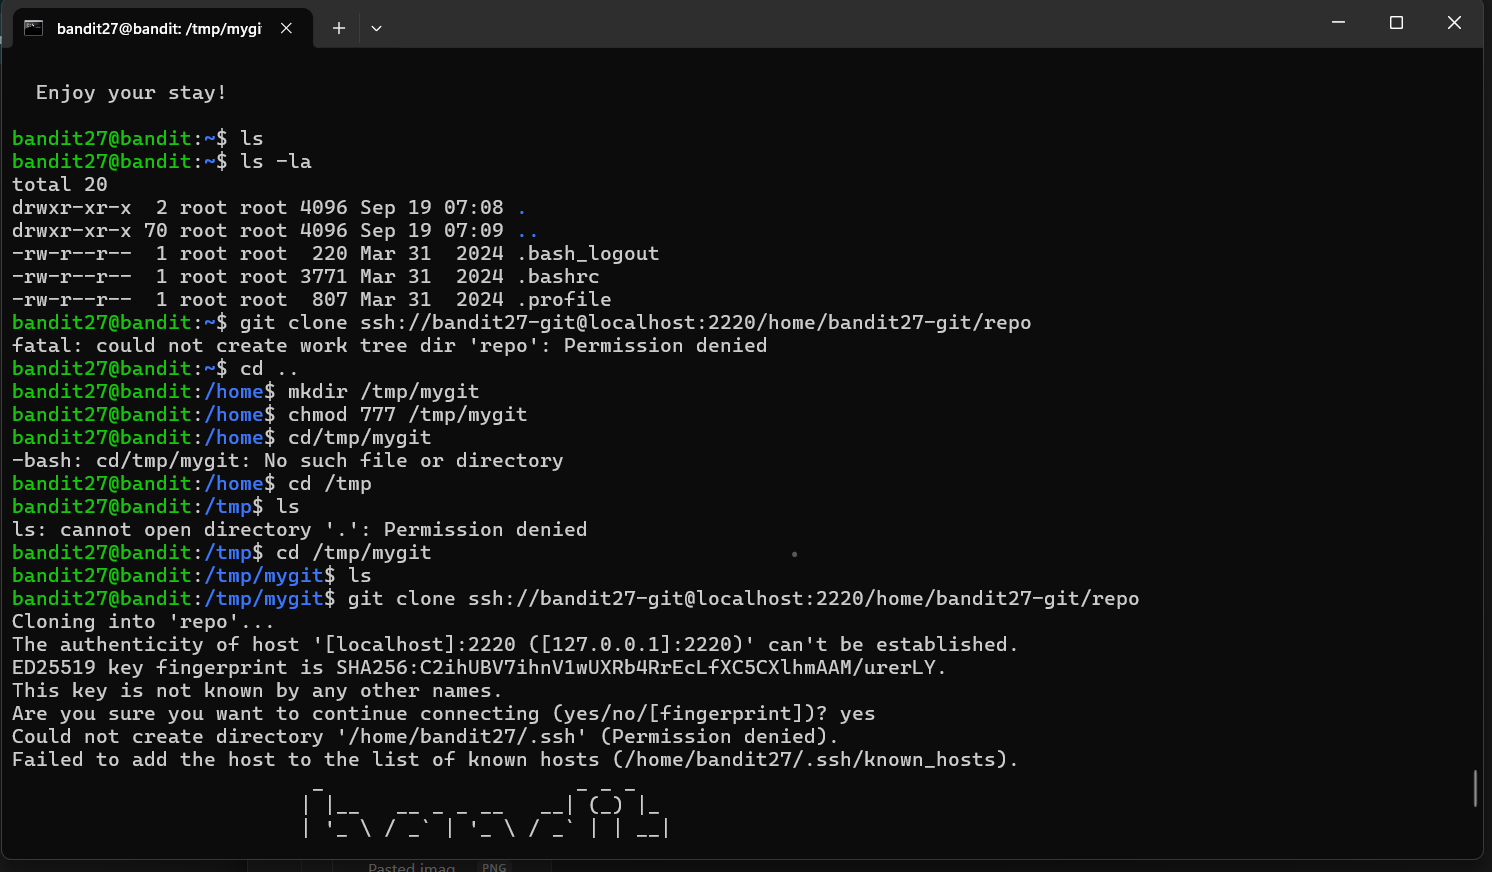 bandit27@bandit: /tmp/mygi
Enjoy your stay!
bandit27@bandit:~$ ls
bandit27@bandit:~$ ls -la
total 20
drwxr-xr-x  2 root root 4096 Sep 19 07:08 .
drwxr-xr-x 70 root root 4096 Sep 19 07:09 ..
-rw-r--r--  1 root root  220 Mar 31  2024 .bash_logout
-rw-r--r--  1 root root 3771 Mar 31  2024 .bashrc
-rw-r--r--  1 root root  807 Mar 31  2024 .profile
bandit27@bandit:~$ git clone ssh://bandit27-git@localhost:2220/home/bandit27-git/repo
fatal: could not create work tree dir 'repo': Permission denied
bandit27@bandit:~$ cd ..
bandit27@bandit:/home$ mkdir /tmp/mygit
bandit27@bandit:/home$ chmod 777 /tmp/mygit
bandit27@bandit:/home$ cd/tmp/mygit
-bash: cd/tmp/mygit: No such file or directory
bandit27@bandit:/home$ cd /tmp
bandit27@bandit:/tmp$ ls
ls: cannot open directory '.': Permission denied
bandit27@bandit:/tmp$ cd /tmp/mygit
bandit27@bandit:/tmp/mygit$ ls
bandit27@bandit:/tmp/mygit$ git clone ssh://bandit27-git@localhost:2220/home/bandit27-git/repo
Cloning into 'repo'...
The authenticity of host '[localhost]:2220 ([127.0.0.1]:2220)' can't be established.
ED25519 key fingerprint is SHA256:C2ihUBV7ihnV1wUXRb4RrEcLfXC5CXlhmAAM/urerLY.
This key is not known by any other names.
Are you sure you want to continue connecting (yes/no/[fingerprint])? yes
Could not create directory '/home/bandit27/.ssh' (Permission denied).
Failed to add the host to the list of known hosts (/home/bandit27/.ssh/known_hosts).
                         _                     _ _ _
                        | |__   __ _ _ __   __| (_) |_
                        | '_ \ / _` | '_ \ / _` | | __|
Pasted imag PNG